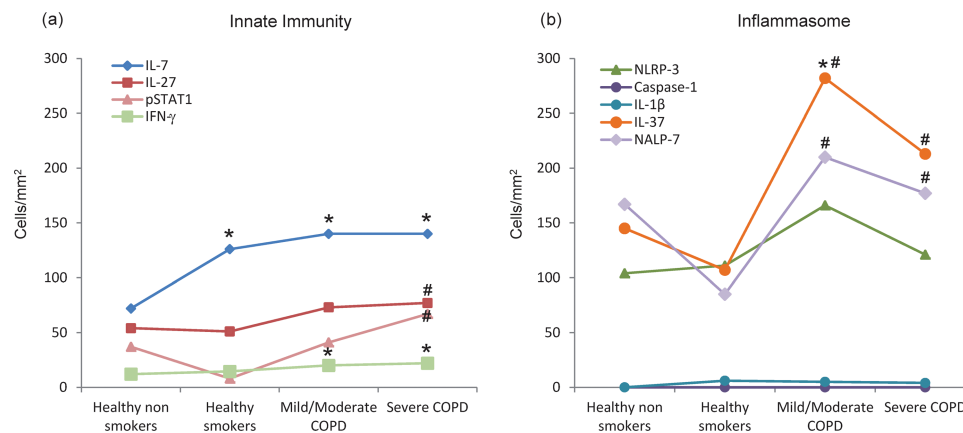 (a)
Innate Immunity
Cells/mm²
300
250
200
150
100
50
0
IL-7
IL-27
pSTAT1
IFN-γ
*
*
*
#
#
*
*
Healthy non smokers
Healthy smokers
Mild/Moderate COPD
Severe COPD
(b)
Inflammasome
Cells/mm²
300
250
200
150
100
50
0
NLRP-3
Caspase-1
IL-1β
IL-37
NALP-7
*#
#
#
#
Healthy non smokers
Healthy smokers
Mild/Moderate COPD
Severe COPD